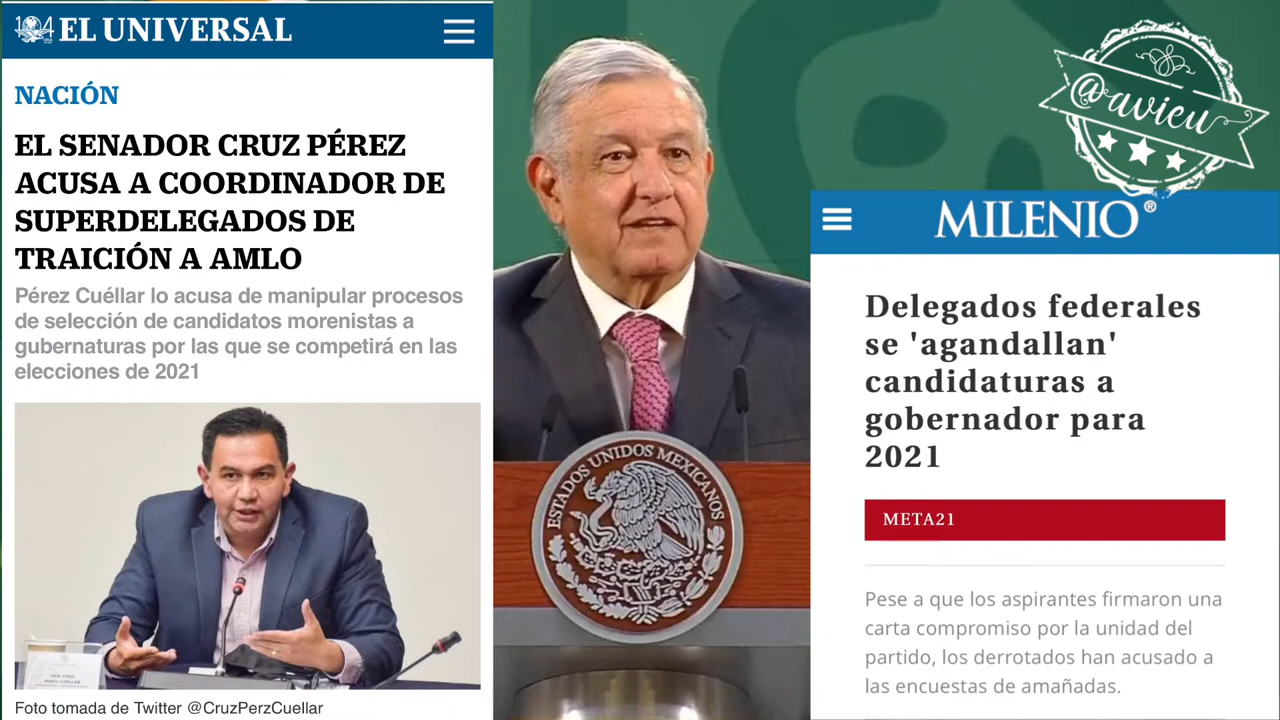 104 EL UNIVERSAL
NACIÓN
EL SENADOR CRUZ PÉREZ
ACUSA A COORDINADOR DE
SUPERDELEGADOS DE
TRAICIÓN A AMLO
Pérez Cuéllar lo acusa de manipular procesos
de selección de candidatos morenistas a
gubernaturas por las que se competirá en las
elecciones de 2021
PÉREZ CUÉLLAR
Foto tomada de Twitter @CruzPerzCuellar
ESTADOS UNIDOS MEXICANOS
@avicu
MILENIO®
Delegados federales
se 'agandallan'
candidaturas a
gobernador para
2021
META21
Pese a que los aspirantes firmaron una
carta compromiso por la unidad del
partido, los derrotados han acusado a
las encuestas de amañadas.